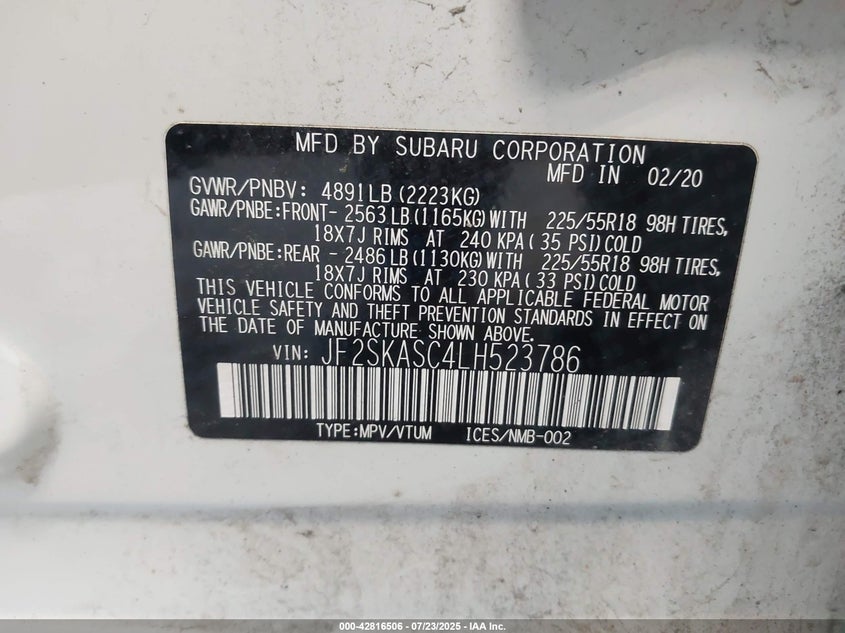 MFD BY SUBARU CORPORATION
MFD IN 02/20
GVWR/PNBV: 4891LB (2223KG)
GAWR/PNBE:FRONT-2563 LB (1165KG) WITH 225/55R18 98H TIRES,
18X7J RIMS AT 240 KPA (35 PSI) COLD
GAWR/PNBE:REAR -2486 LB (1130KG) WITH 225/55R18 98H TIRES,
18X7J RIMS AT 230 KPA (33 PSI) COLD
THIS VEHICLE CONFORMS TO ALL APPLICABLE FEDERAL MOTOR
VEHICLE SAFETY AND THEFT PREVENTION STANDARDS IN EFFECT ON
THE DATE OF MANUFACTURE SHOWN ABOVE.
VIN: JF2SKASC4LH523786
TYPE:MPV/VTUM ICES/NMB-002
000-42816506 - 07/23/2025 - IAA Inc.